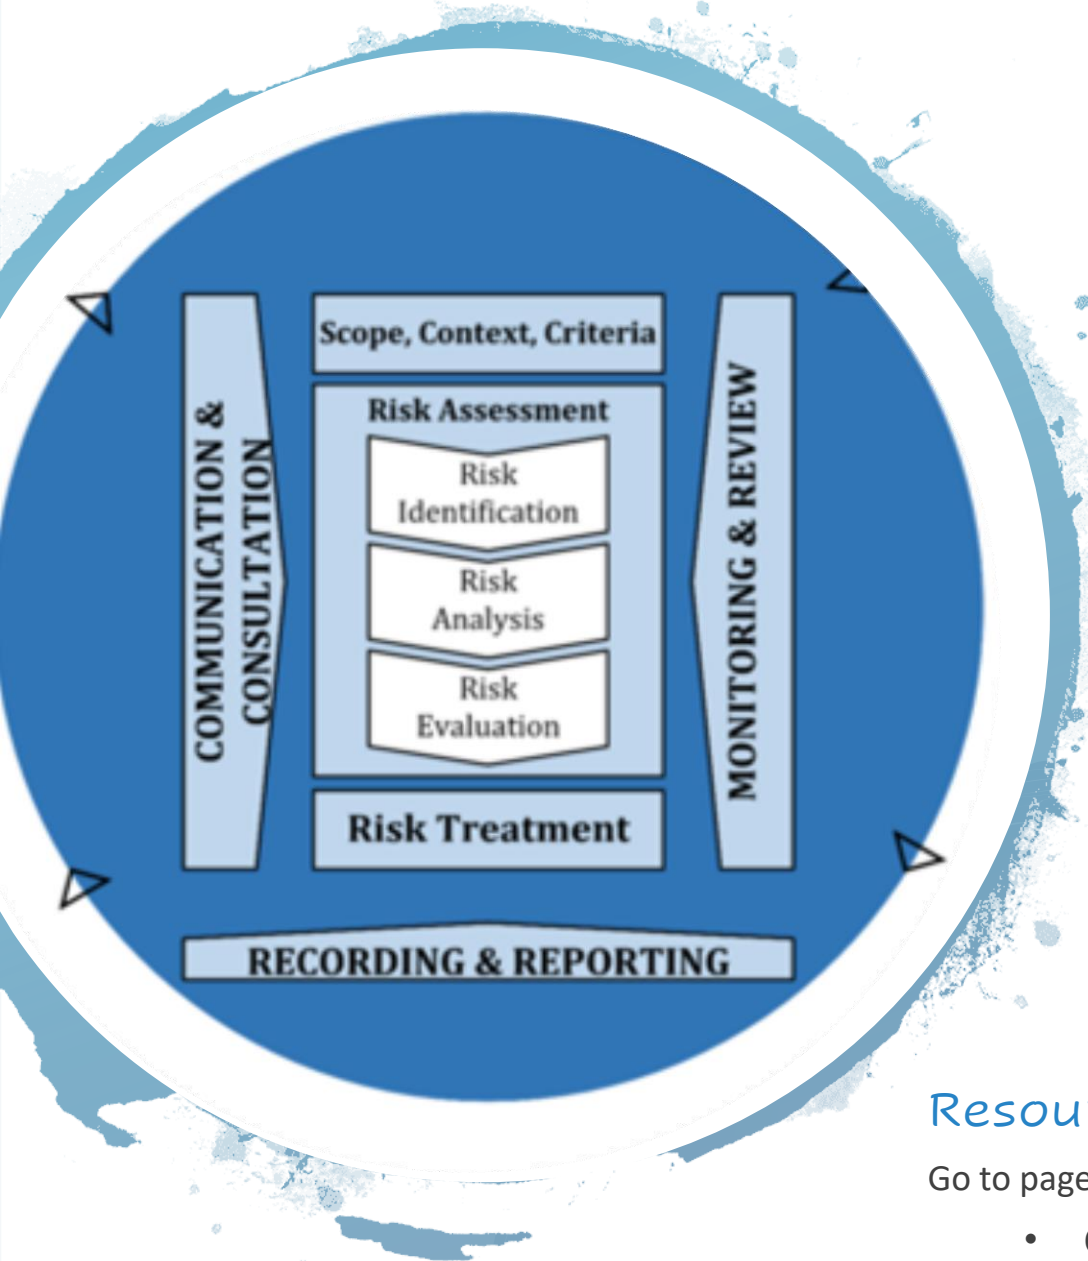 Scope, Context, Criteria
Risk Assessment
Risk
Identification
Risk
Analysis
Risk
Evaluation
Risk Treatment
COMMUNICATION &
CONSULTATION
MONITORING & REVIEW
RECORDING & REPORTING
Resou
Go to page
•